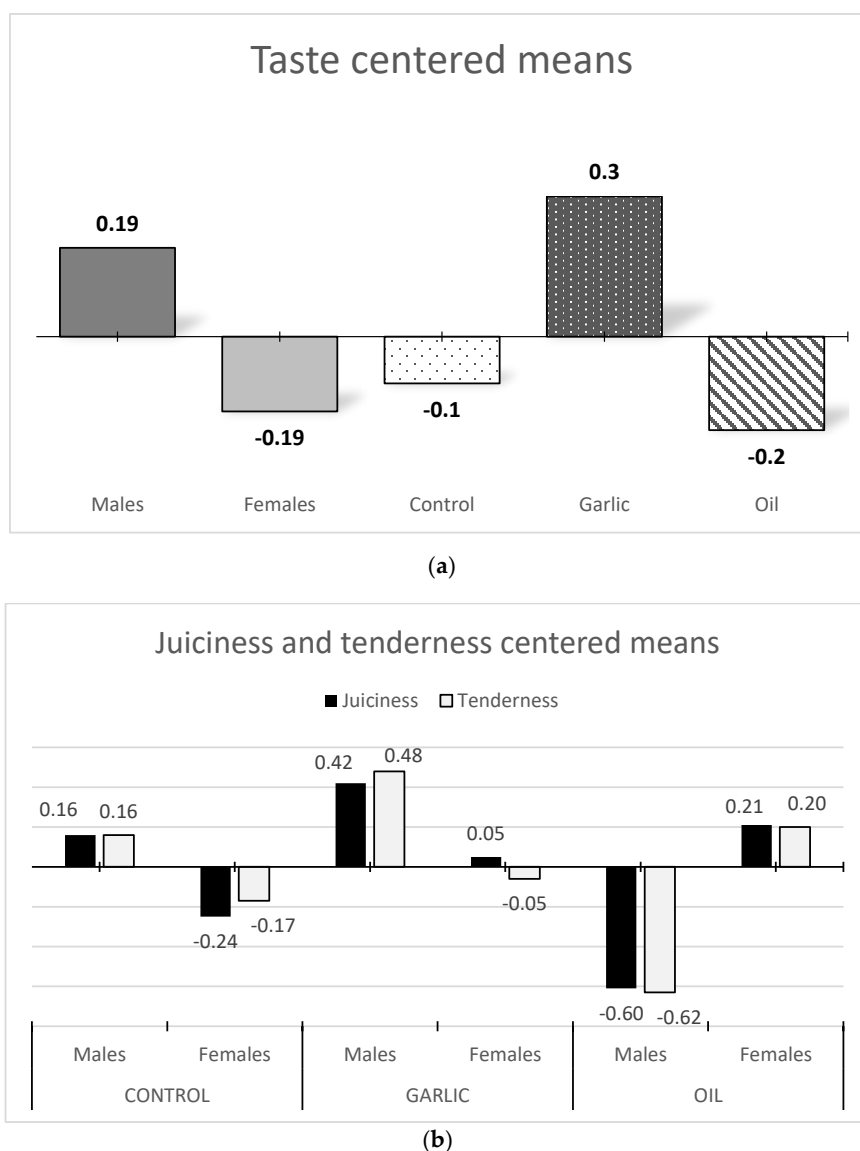 Taste centered means
0.19
0.3
-0.19
-0.1
-0.2
Males Females Control Garlic Oil
(a)
Juiciness and tenderness centered means
Juiciness Tenderness
0.16 0.16
-0.24 -0.17
0.42 0.48
0.05
-0.05
-0.60 -0.62
0.21 0.20
Males Females Males Females Males Females
CONTROL GARLIC OIL
(b)